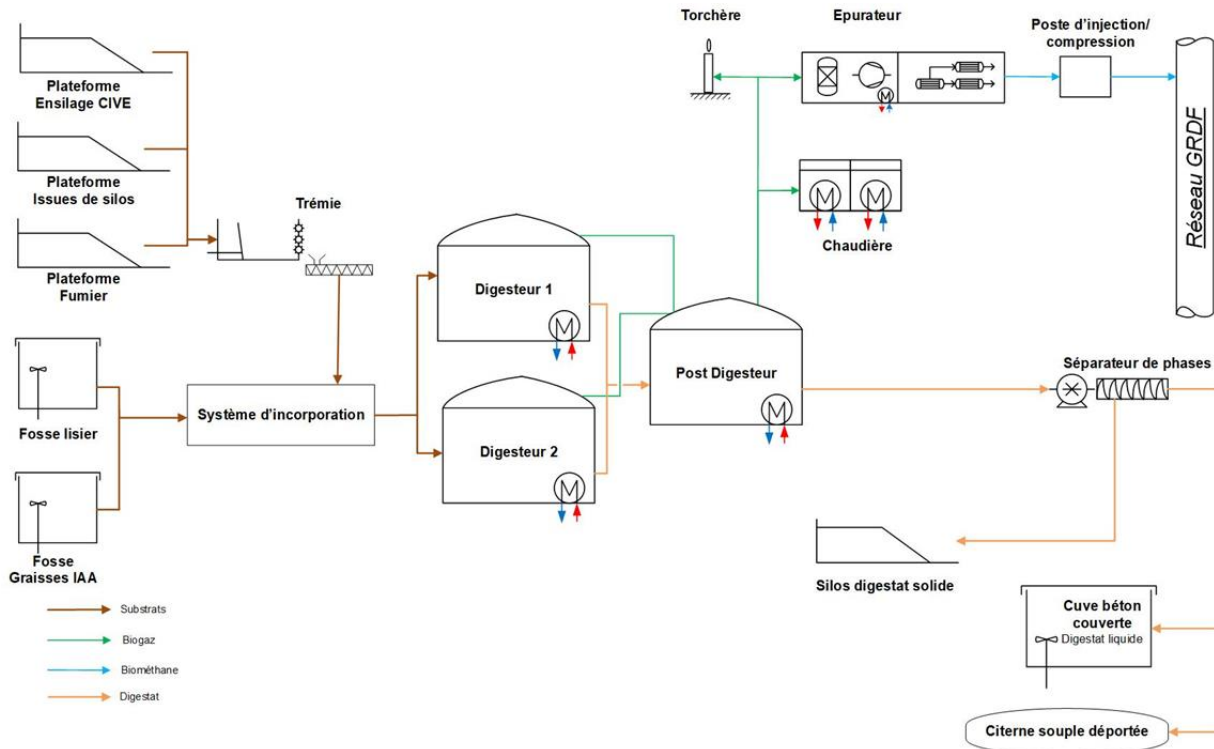 Torchère
Epurateur
Poste d'injection/
compression
Plateforme
Ensilage CIVE
Plateforme
Issues de silos
Trémie
Plateforme
Fumier
M
M
M
Chaudière
Réseau GRDF
Digesteur 1
M
Fosse lisier
Système d'incorporation
Digesteur 2
M
Post Digesteur
M
Séparateur de phases
Fosse
Graisses IAA
Silos digestat solide
Cuve béton
couverte
Digestat liquide
Citerne souple déportée
Substrats
Biogaz
Biométhane
Digestat